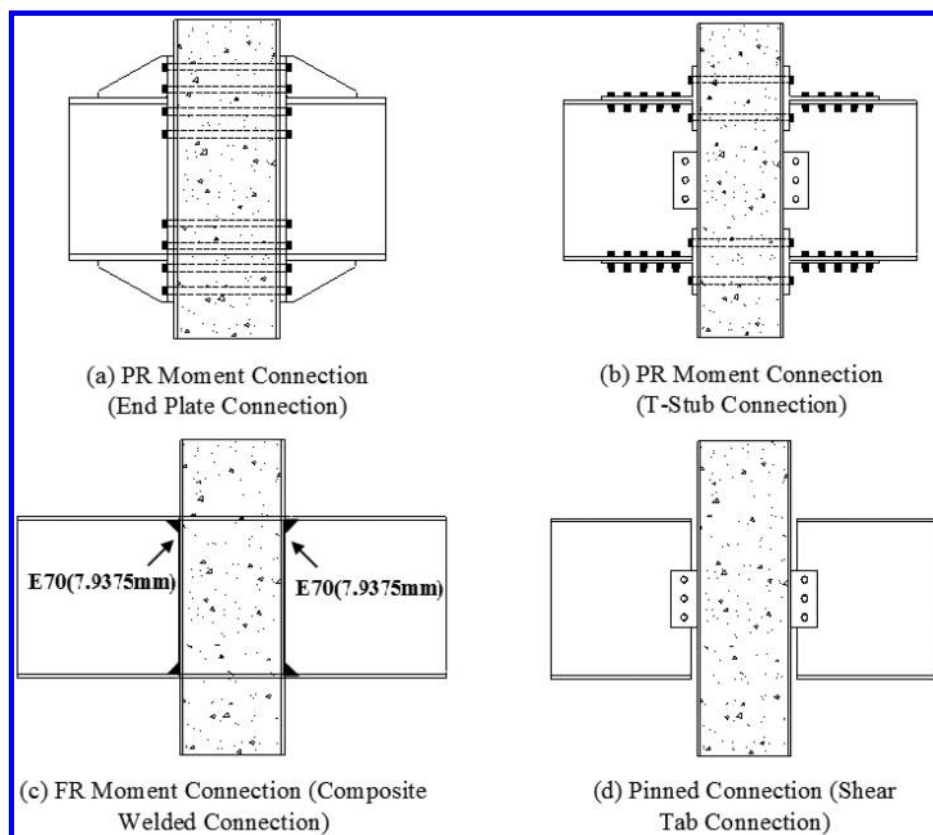 (a) PR Moment Connection
(End Plate Connection)
(b) PR Moment Connection
(T-Stub Connection)
E70(7.9375mm)
E70(7.9375mm)
(c) FR Moment Connection (Composite
Welded Connection)
(d) Pinned Connection (Shear
Tab Connection)